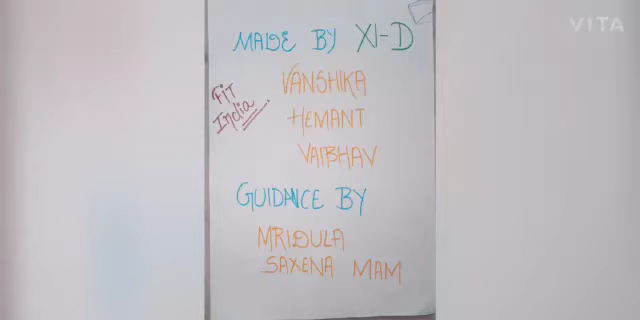 VITA
MADE BY XI-D
VANSHIKA
FIT
India
HEMANT
VAIBHAV
GUIDANCE BY
MRIDULA
SAXENA MAM